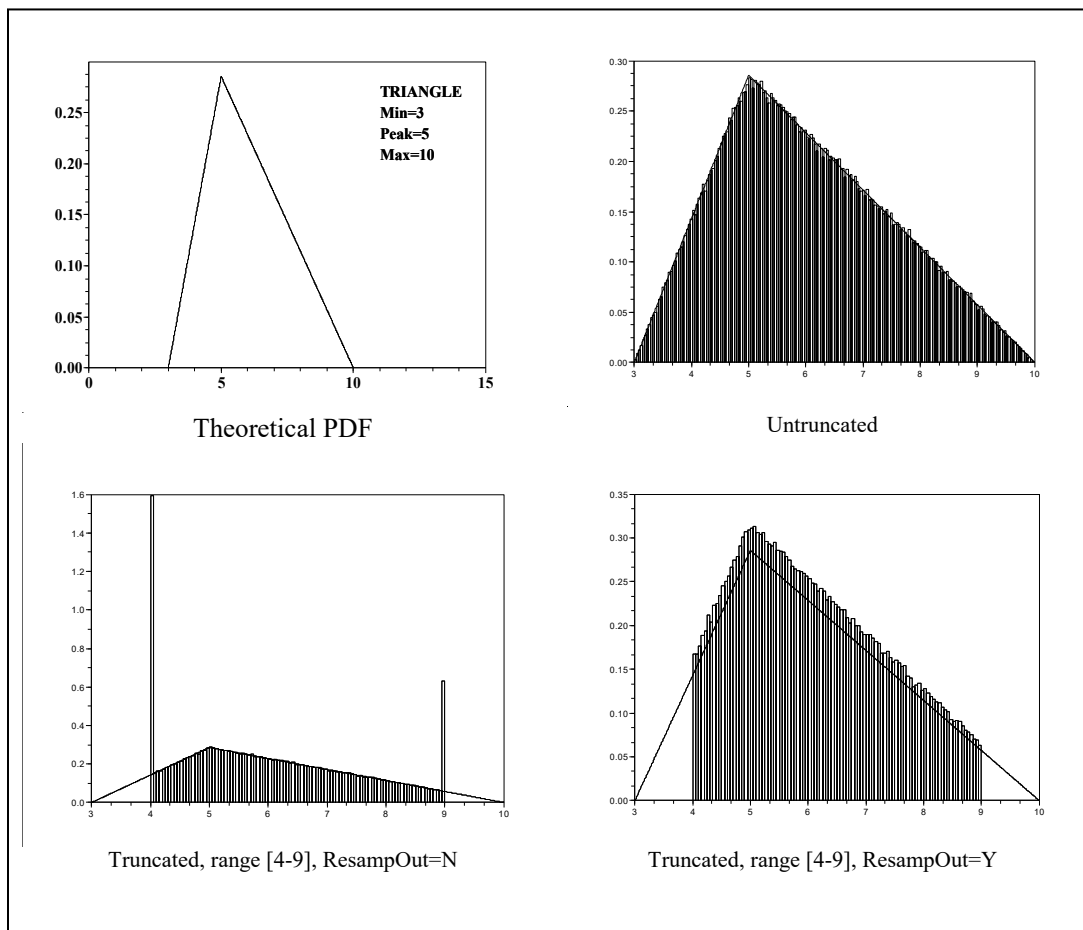 0.25
0.20
0.15
0.10
0.05
0.00
0 5 10 15
TRIANGLE
Min=3
Peak=5
Max=10
Theoretical PDF
0.30
0.25
0.20
0.15
0.10
0.05
0.00
3 4 5 6 7 8 9 10
Untruncated
1.6
1.4
1.2
1.0
0.8
0.6
0.4
0.2
0.0
3 4 5 6 7 8 9 10
Truncated, range [4-9], ResampOut=N
0.35
0.30
0.25
0.20
0.15
0.10
0.05
0.00
3 4 5 6 7 8 9 10
Truncated, range [4-9], ResampOut=Y